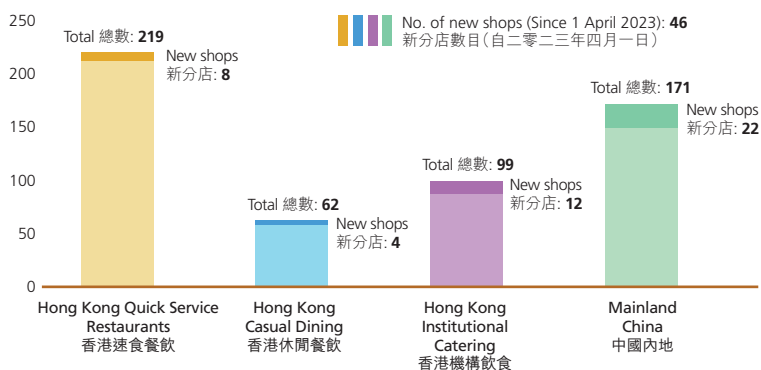 250
200
150
100
50
0
No. of new shops (Since 1 April 2023): 46
新分店數目(自二零二三年四月一日)
Total 總數: 219
New shops
新分店: 8
Total 總數: 62
New shops
新分店: 4
Total 總數: 99
New shops
新分店: 12
Total 總數: 171
New shops
新分店: 22
Hong Kong Quick Service
Restaurants
香港速食餐飲
Hong Kong
Casual Dining
香港休閒餐飲
Hong Kong
Institutional
Catering
香港機構飲食
Mainland
China
中國內地